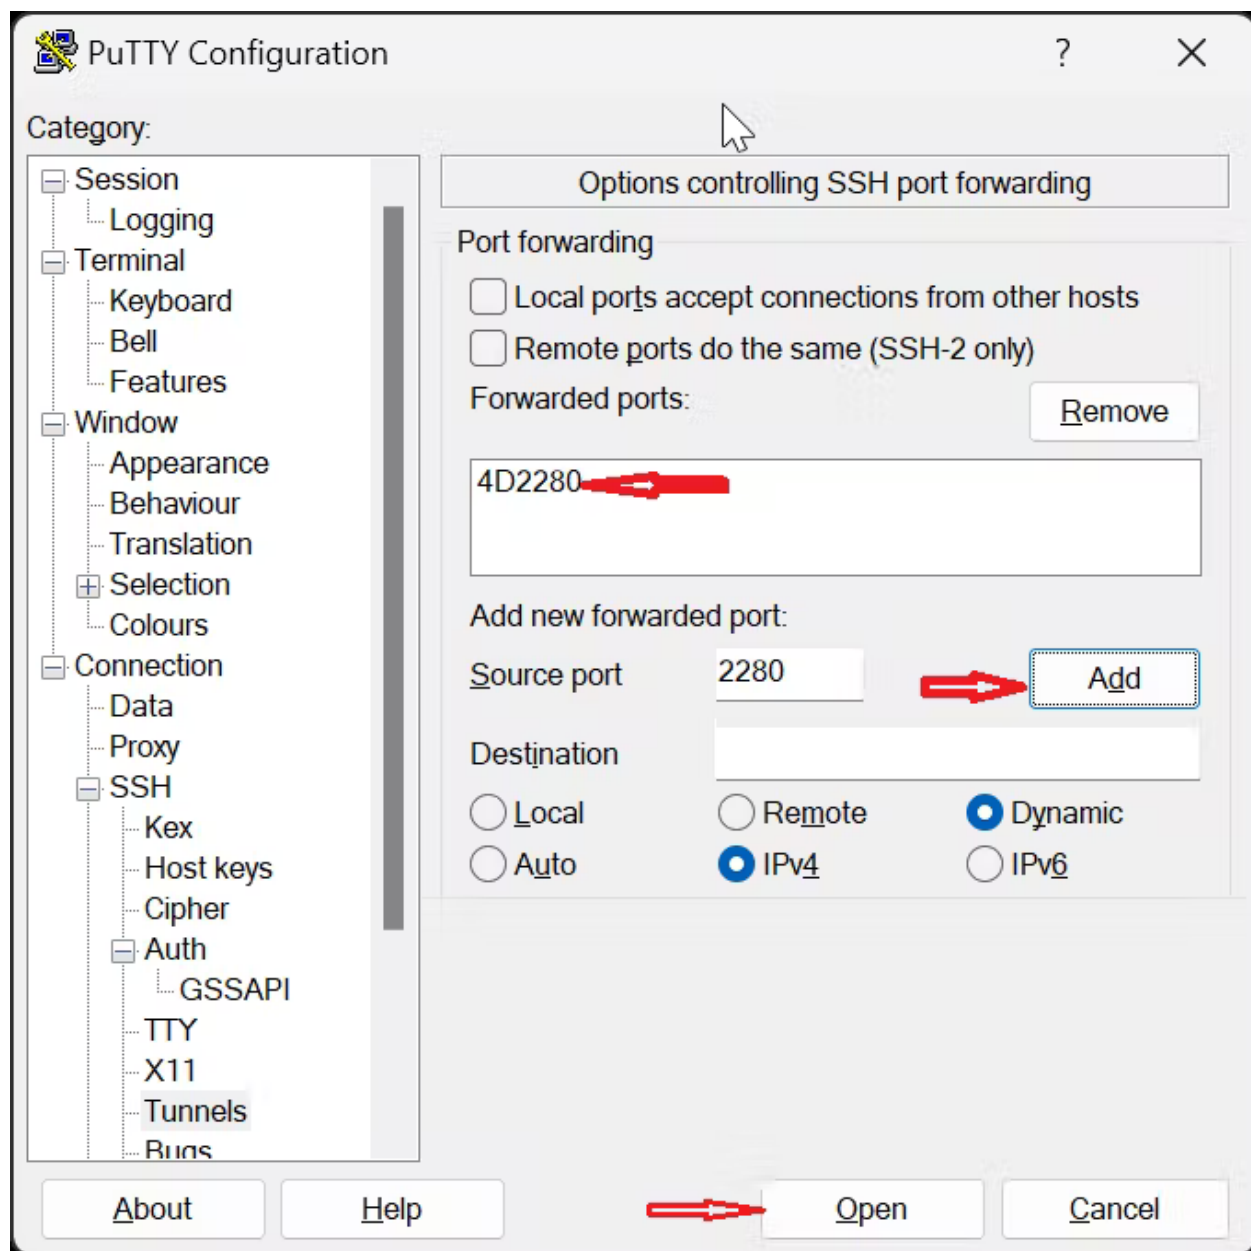 PuTTY Configuration
?
Category:
Session
Logging
Terminal
Keyboard
Bell
Features
Window
Appearance
Behaviour
Translation
Selection
Colours
Connection
Data
Proxy
SSH
Kex
Host keys
Cipher
Auth
GSSAPI
TTY
X11
Tunnels
Bugs
Options controlling SSH port forwarding
Port forwarding
Local ports accept connections from other hosts
Remote ports do the same (SSH-2 only)
Forwarded ports:
Remove
4D2280
Add new forwarded port:
Source port 2280 Add
Destination
Local Remote Dynamic
Auto IPv4 IPv6
About Help Open Cancel